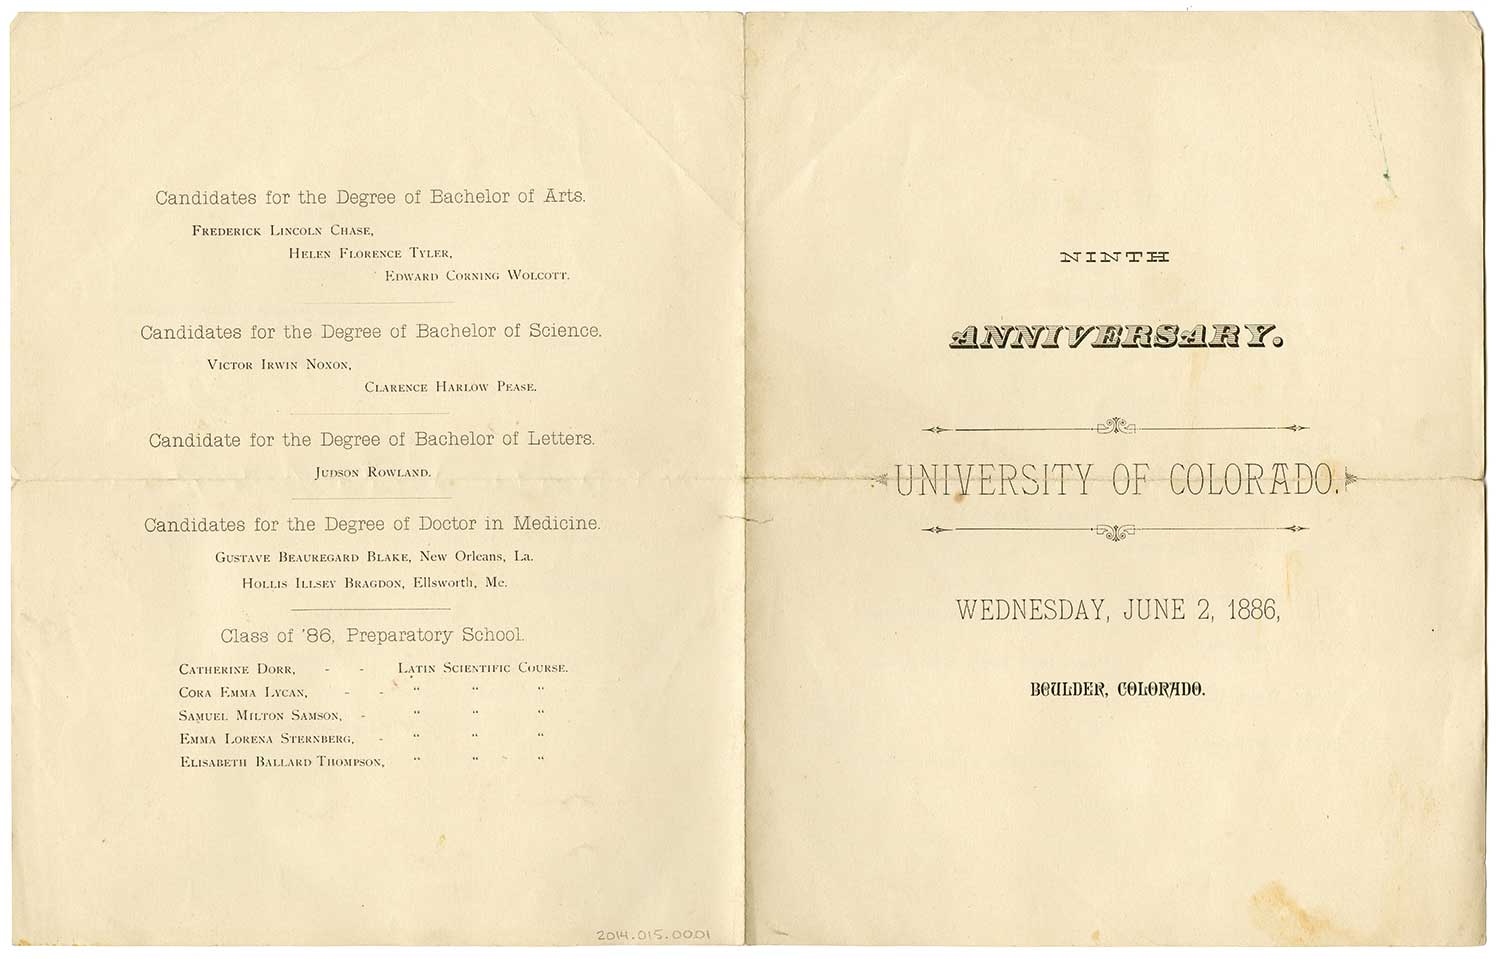 Candidates for the Degree of Bachelor of Arts.
Frederick Lincoln Chase,
Helen Florence Tyler,
Edward Corning Wolcott.
Candidates for the Degree of Bachelor of Science.
Victor Irwin Noxon,
Clarence Harlow Pease.
Candidate for the Degree of Bachelor of Letters.
Judson Rowland.
Candidates for the Degree of Doctor in Medicine.
Gustave Beauregard Blake, New Orleans, La.
Hollis Illsey Bragdon, Ellsworth, Me.
Class of '86, Preparatory School.
Catherine Dorr, - - Latin Scientific Course.
Cora Emma Lycan, - - " " "
Samuel Milton Samson, - " " "
Emma Lorena Sternberg, - " " "
Elisabeth Ballard Thompson, " " "
2014.015.0001
NINTH
ANNIVERSARY.
UNIVERSITY OF COLORADO.
WEDNESDAY, JUNE 2, 1886,
BOULDER, COLORADO.